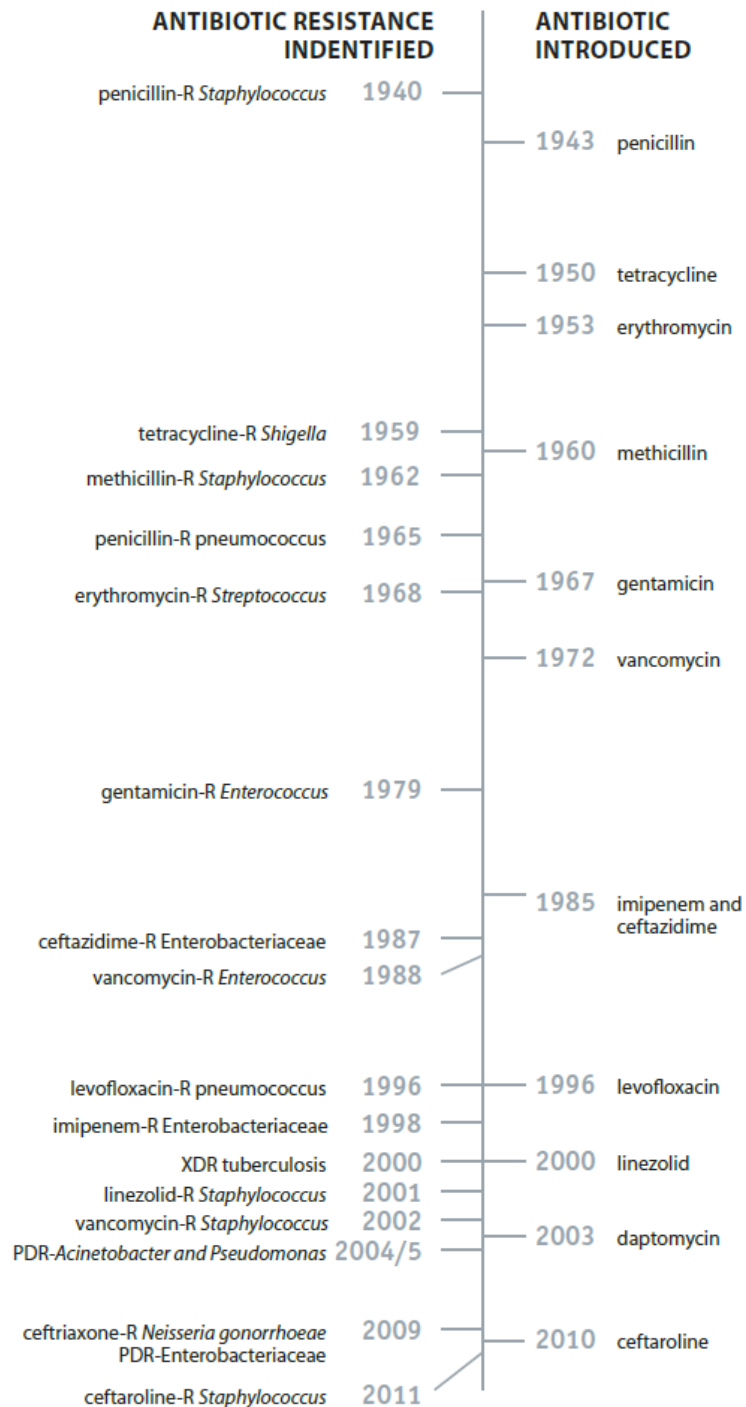 ANTIBIOTIC RESISTANCE
INDENTIFIED
ANTIBIOTIC
INTRODUCED
penicillin-R Staphylococcus 1940
1943 penicillin
1950 tetracycline
1953 erythromycin
tetracycline-R Shigella 1959
1960 methicillin
methicillin-R Staphylococcus 1962
penicillin-R pneumococcus 1965
1967 gentamicin
erythromycin-R Streptococcus 1968
1972 vancomycin
gentamicin-R Enterococcus 1979
1985 imipenem and
ceftazidime
ceftazidime-R Enterobacteriaceae 1987
vancomycin-R Enterococcus 1988
levofloxacin-R pneumococcus 1996
1996 levofloxacin
imipenem-R Enterobacteriaceae 1998
XDR tuberculosis 2000
2000 linezolid
linezolid-R Staphylococcus 2001
vancomycin-R Staphylococcus 2002
2003 daptomycin
PDR-Acinetobacter and Pseudomonas 2004/5
ceftriaxone-R Neisseria gonorrhoeae 2009
PDR-Enterobacteriaceae
2010 ceftaroline
ceftaroline-R Staphylococcus 2011